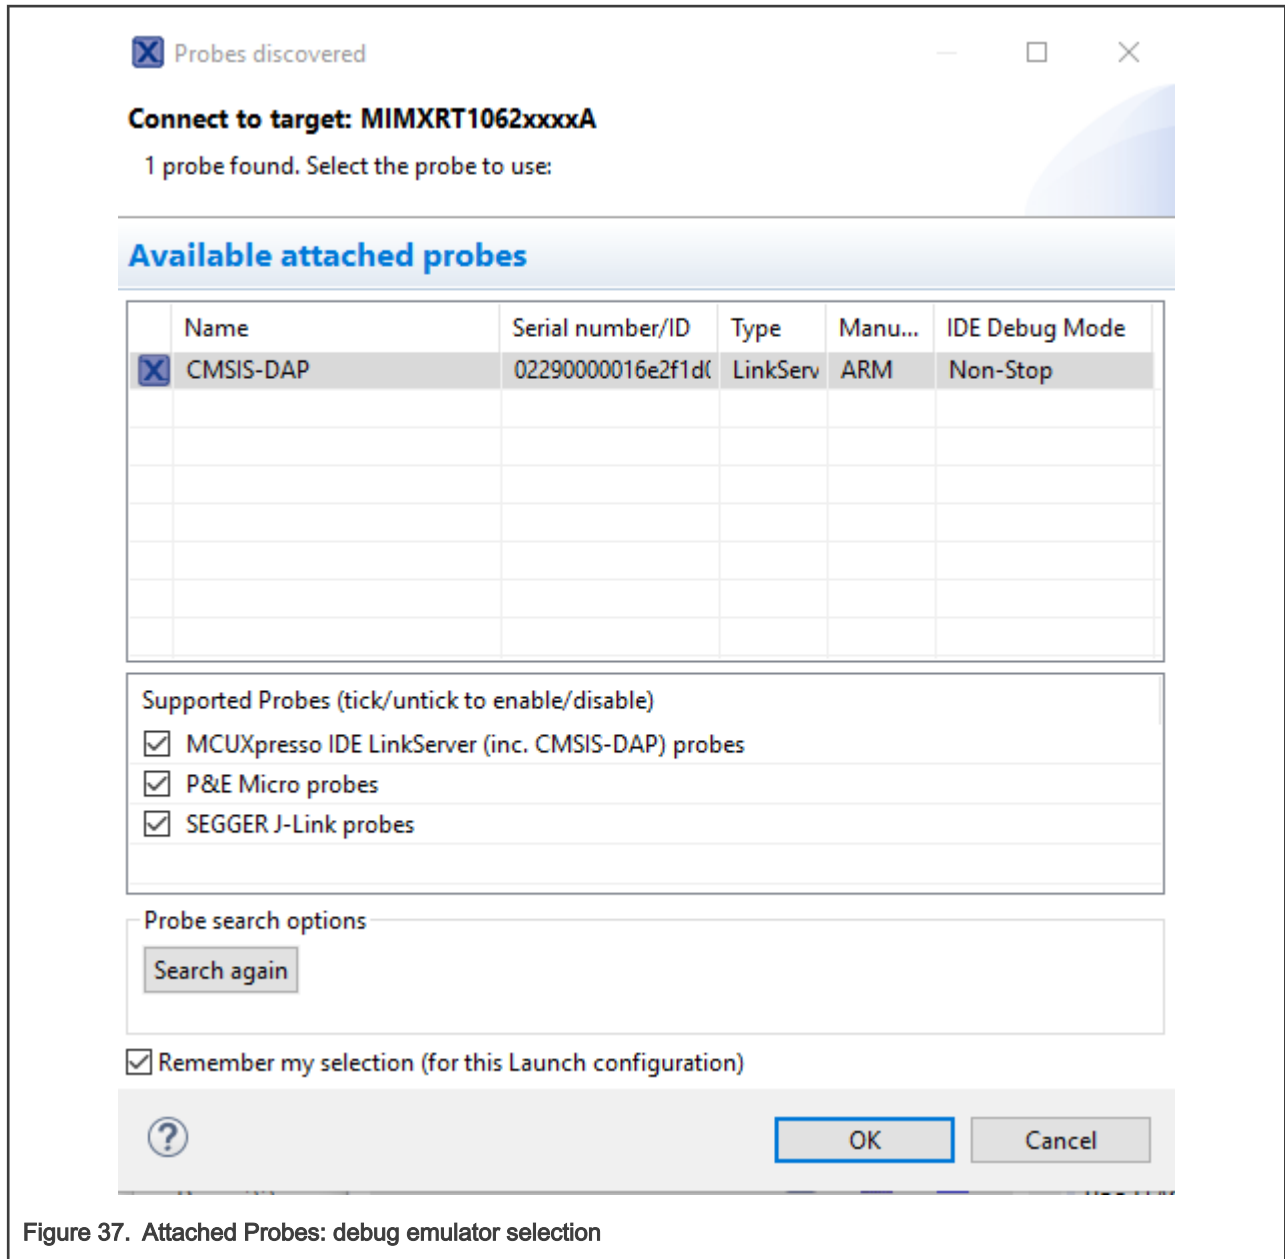 Probes discovered
Connect to target: MIMXRT1062xxxxA
1 probe found. Select the probe to use:
Available attached probes
Name Serial number/ID Type Manu... IDE Debug Mode
CMSIS-DAP 02290000016e2f1d( LinkServ ARM Non-Stop
Supported Probes (tick/untick to enable/disable)
MCUXpresso IDE LinkServer (inc. CMSIS-DAP) probes
P&E Micro probes
SEGGER J-Link probes
Probe search options
Search again
Remember my selection (for this Launch configuration)
? OK Cancel
Figure 37. Attached Probes: debug emulator selection